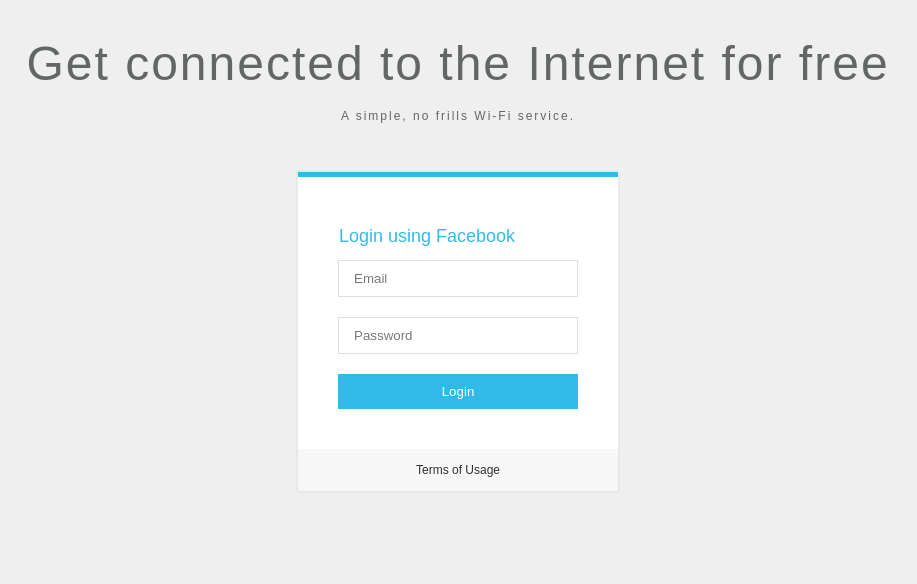 Get connected to the Internet for free
A simple, no frills Wi-Fi service.
Login using Facebook
Email
Password
Login
Terms of Usage